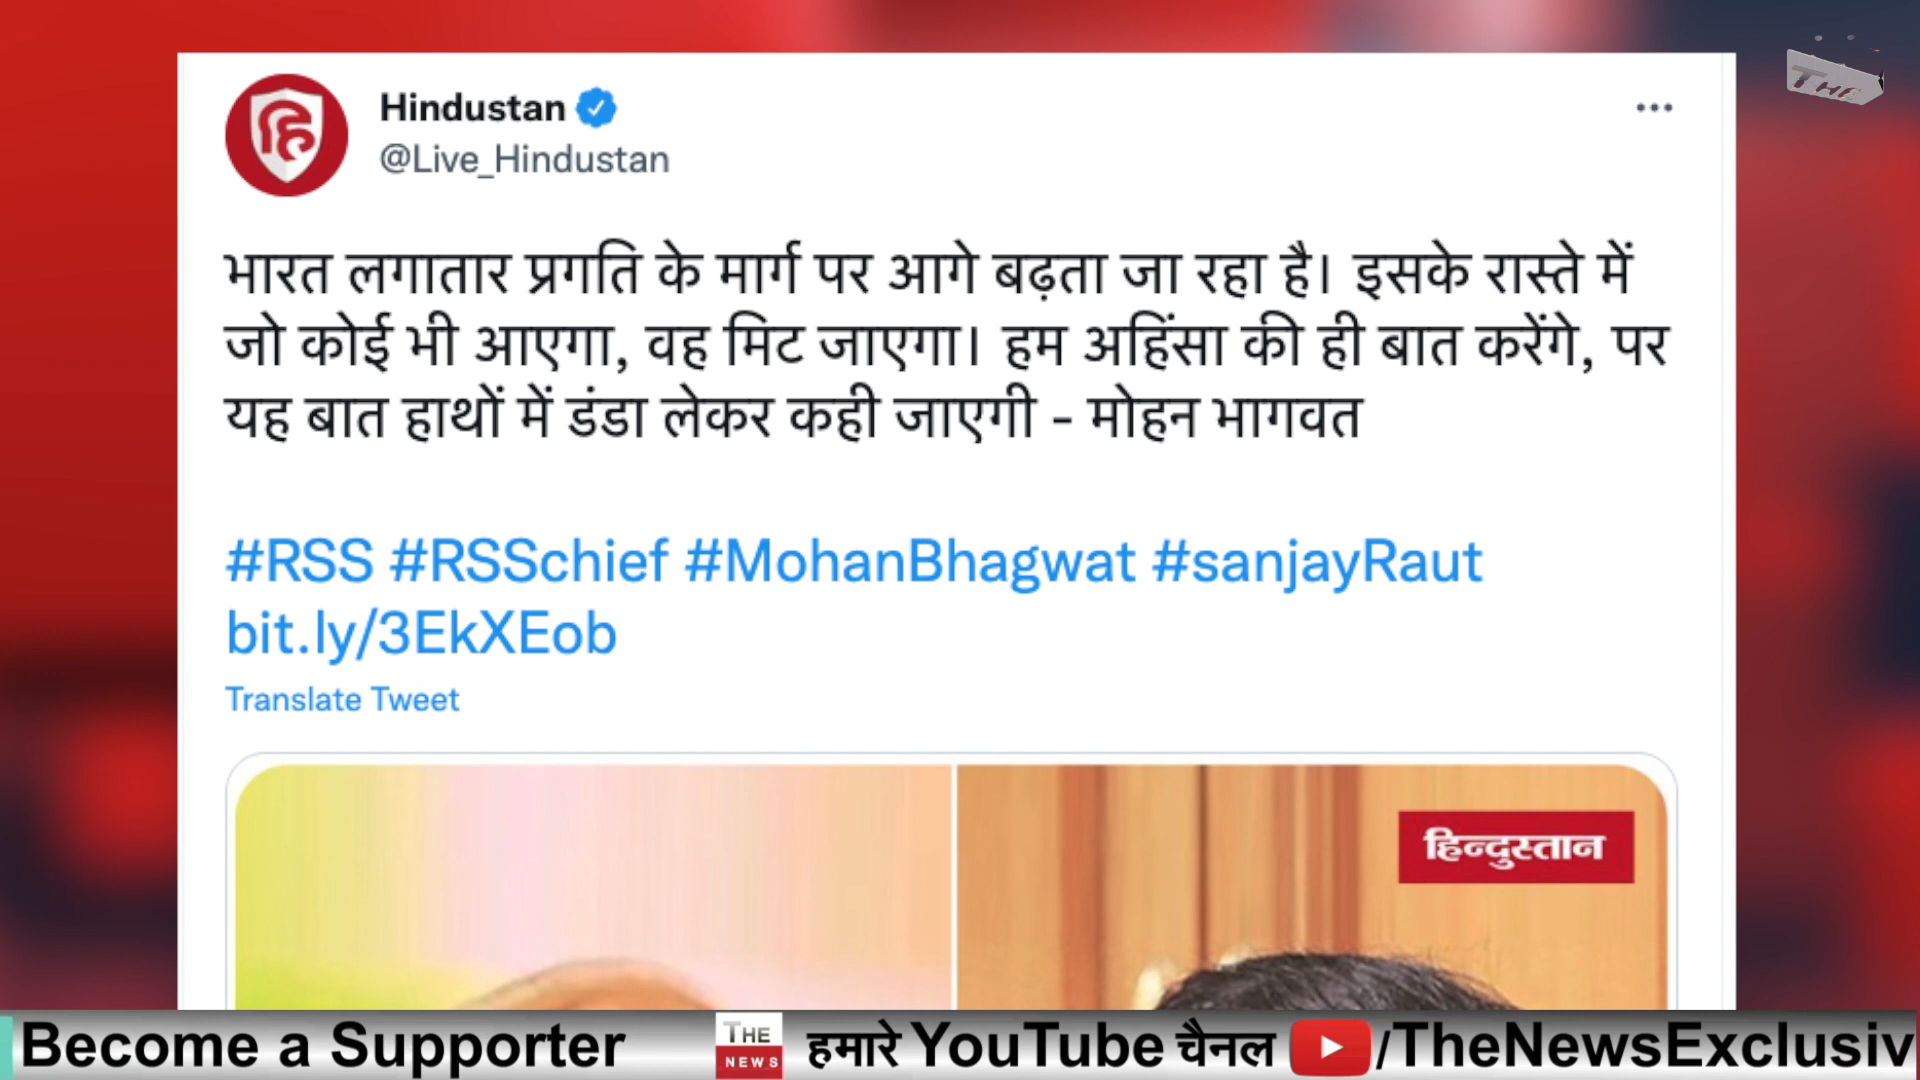 THE
Hindustan
@Live_Hindustan
भारत लगातार प्रगति के मार्ग पर आगे बढ़ता जा रहा है। इसके रास्ते में
जो कोई भी आएगा, वह मिट जाएगा। हम अहिंसा की ही बात करेंगे, पर
यह बात हाथों में डंडा लेकर कही जाएगी - मोहन भागवत
#RSS #RSSchief #MohanBhagwat #sanjayRaut
bit.ly/3EkXEob
Translate Tweet
हिन्दुस्तान
Become a Supporter THE NEWS हमारे YouTube चैनल /TheNewsExclusiv